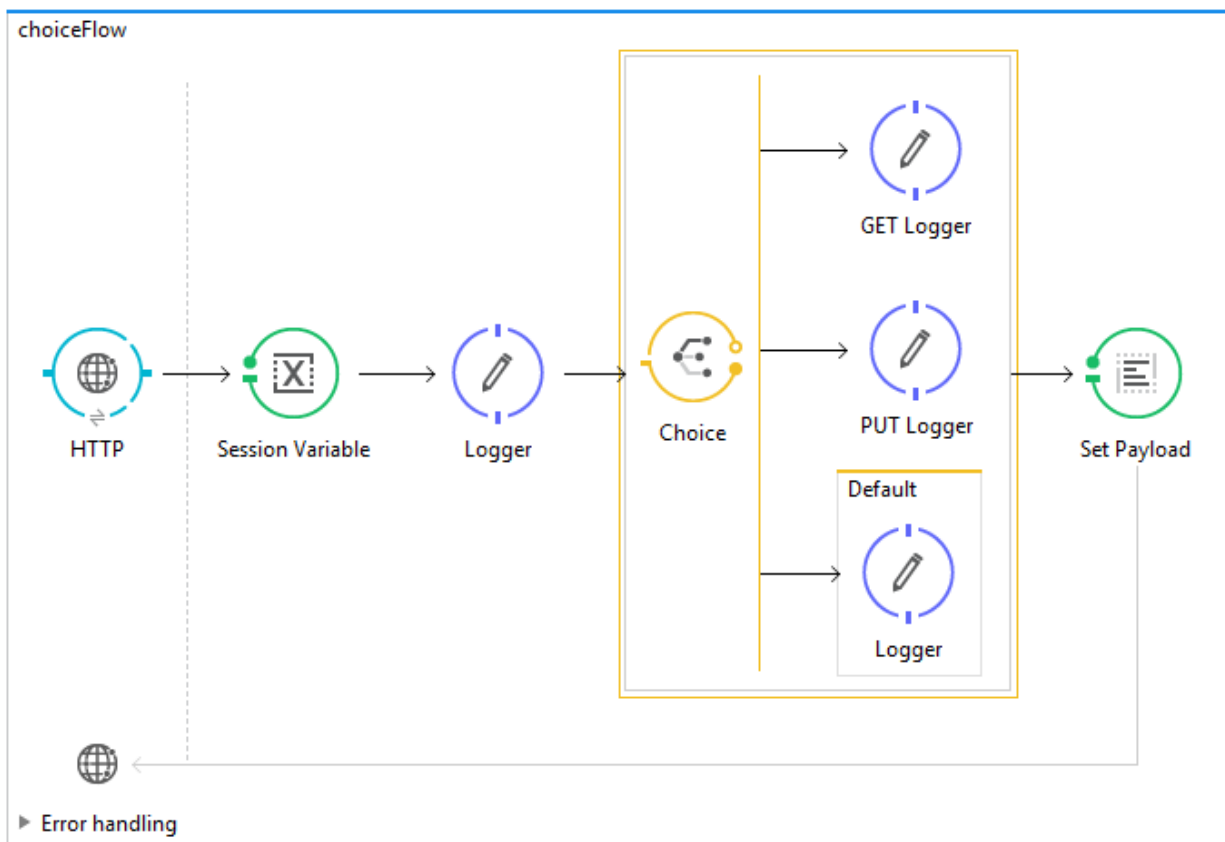 choiceFlow
GET Logger
HTTP
Session Variable
Logger
Choice
PUT Logger
Set Payload
Default
Logger
Error handling